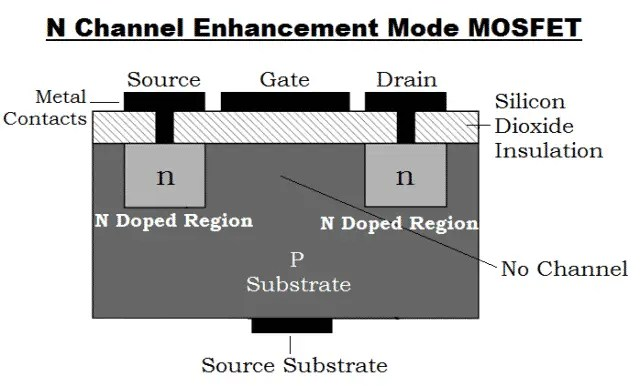 N Channel Enhancement Mode MOSFET
Source
Gate
Drain
Metal
Contacts
Silicon
Dioxide
Insulation
n
n
N Doped Region
N Doped Region
P
Substrate
No Channel
Source Substrate